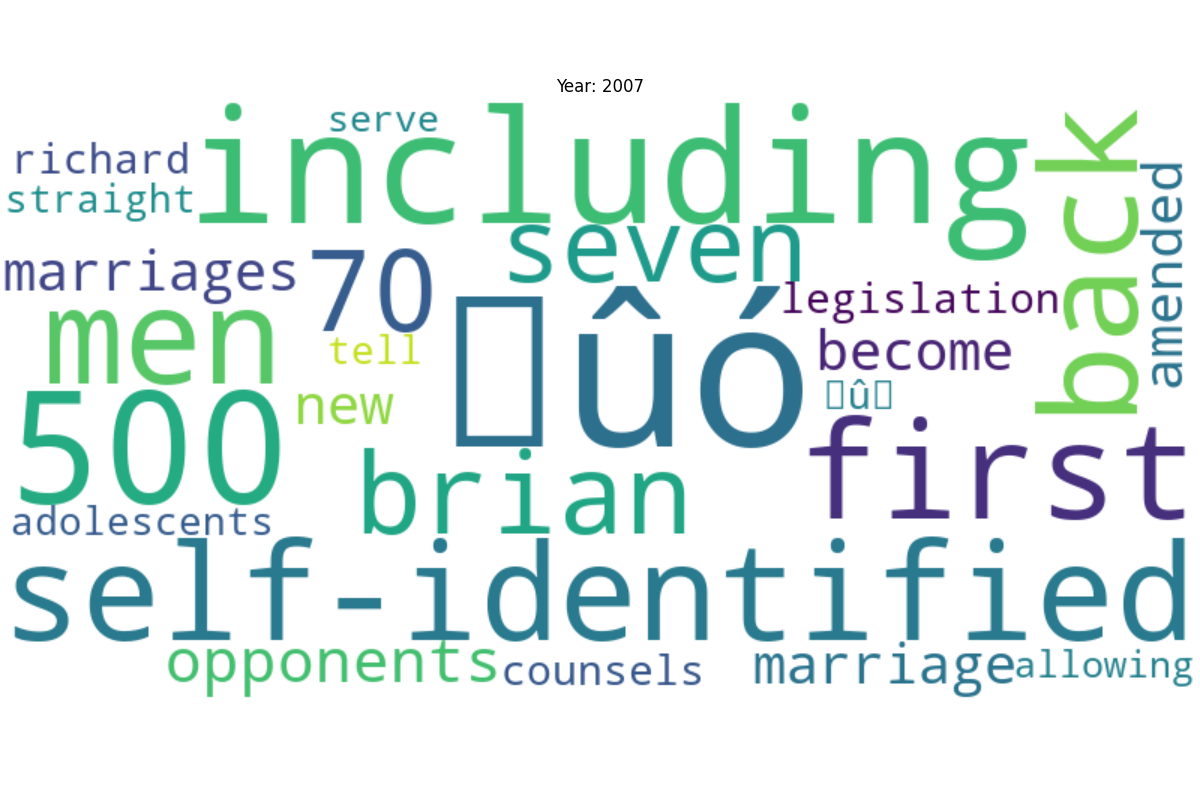 Year: 2007
serve
including
back
richard
straight
amended
seven
marriages
70
legislation
men
tell
▯ûó
become
new
▯û▯
500
first
brian
adolescents
self-identified
opponents
counsels
marriage
allowing